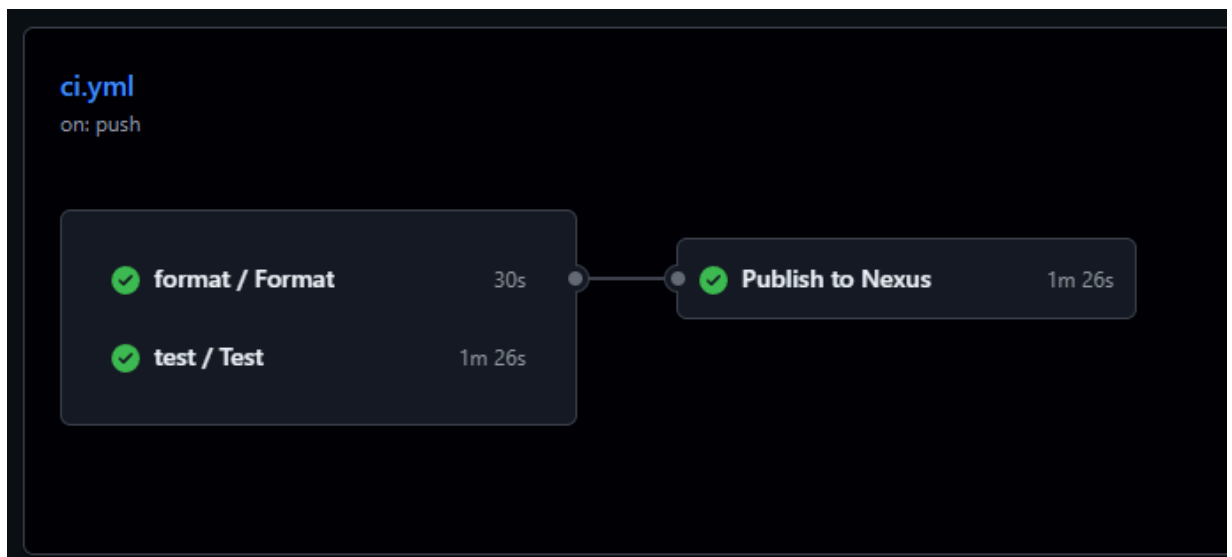 ci.yml
on: push
format / Format 30s
test / Test 1m 26s
Publish to Nexus 1m 26s